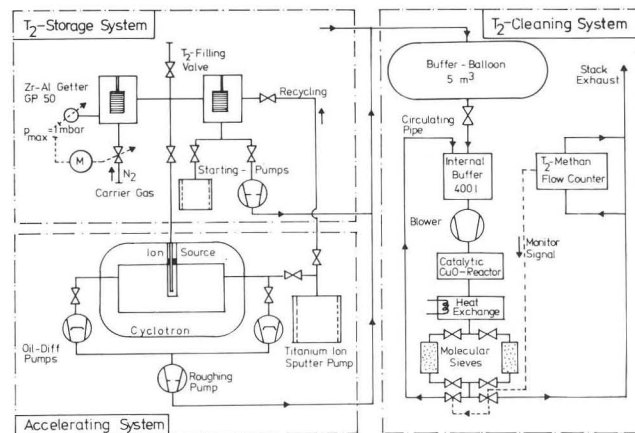 T₂-Storage System
T₂-Filling
Valve
Zr-Al Getter
GP 50
Pmax=1mbar
M
N₂
Carrier Gas
Recycling
Starting-Pumps
Ion Source
Cyclotron
Oil-Diff
Pumps
Roughing
Pump
Titanium Ion
Sputter Pump
Accelerating System
T₂-Cleaning System
Buffer-Balloon
5 m³
Stack
Exhaust
Circulating
Pipe
Internal
Buffer
400 l
T₂-Methan
Flow Counter
Blower
Monitor
Signal
Catalytic
CuO-Reactor
Heat
Exchange
Molecular
Sieves